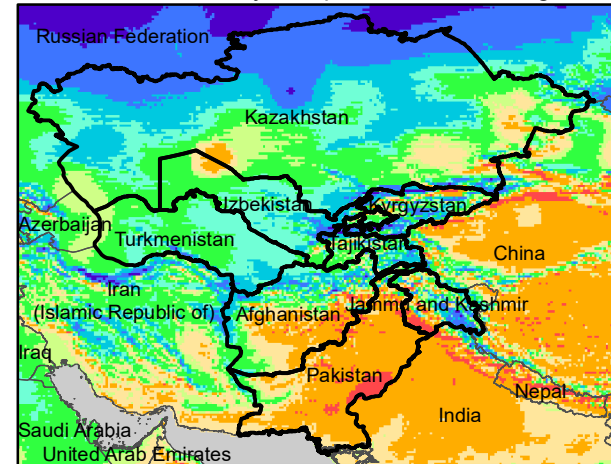 Russian Federation
Kazakhstan
Uzbekistan
Kyrgyzstan
Azerbaijan
Turkmenistan
Tajikistan
China
Iran
(Islamic Republic of)
Afghanistan
Jammu and Kashmir
Iraq
Pakistan
Nepal
India
Saudi Arabia
United Arab Emirates